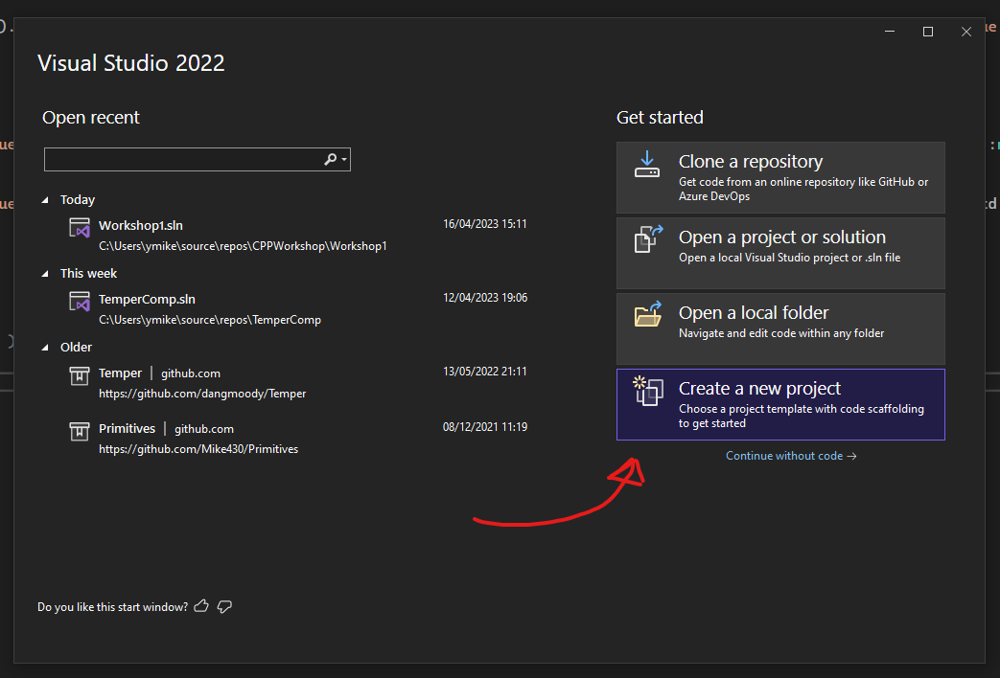 Visual Studio 2022
Open recent
Today
Workshop1.sln 16/04/2023 15:11
C:\Users\ymike\source\repos\CPPWorkshop\Workshop1
This week
TemperComp.sln 12/04/2023 19:06
C:\Users\ymike\source\repos\TemperComp
Older
Temper | github.com 13/05/2022 21:11
https://github.com/dangmoody/Temper
Primitives | github.com 08/12/2021 11:19
https://github.com/Mike430/Primitives
Get started
Clone a repository
Get code from an online repository like GitHub or
Azure DevOps
Open a project or solution
Open a local Visual Studio project or .sln file
Open a local folder
Navigate and edit code within any folder
Create a new project
Choose a project template with code scaffolding
to get started
Continue without code →
Do you like this start window?